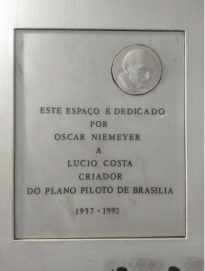 ESTE ESPAÇO É DEDICADO
POR
OSCAR NIEMEYER
A
LUCIO COSTA
CRIADOR
DO PLANO PILOTO DE BRASILIA
1957 - 1992